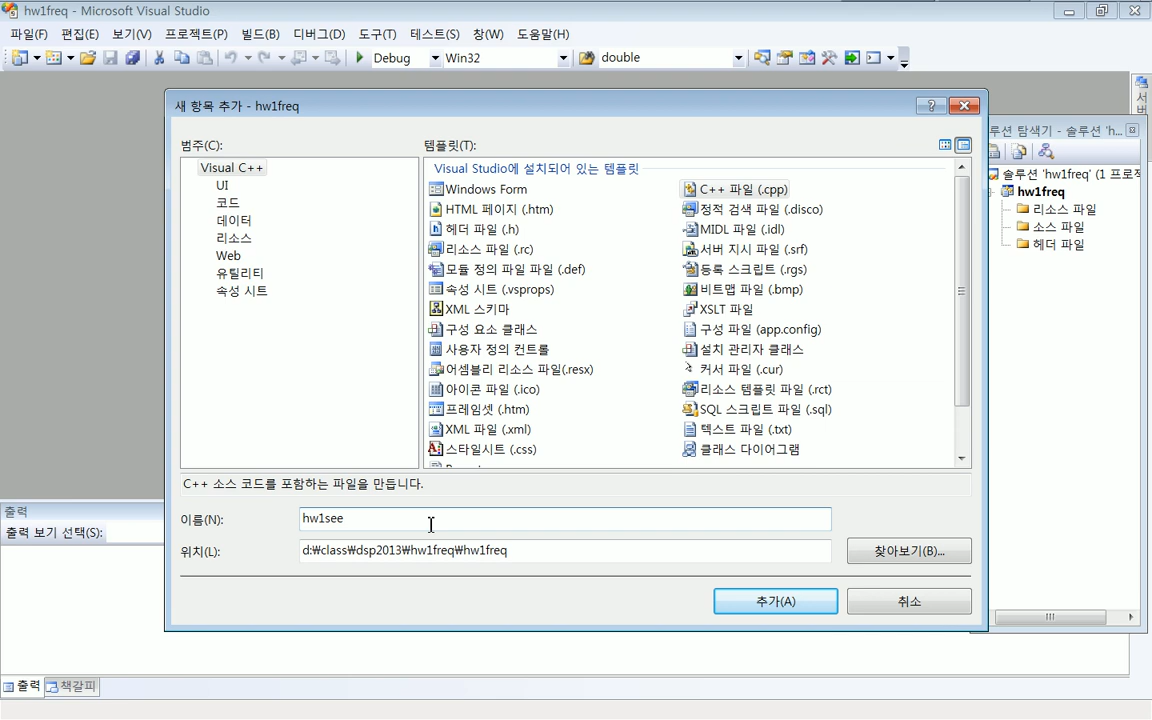 hw1freq - Microsoft Visual Studio
파일(F) 편집(E) 보기(V) 프로젝트(P) 빌드(B) 디버그(D) 도구(T) 테스트(S) 창(W) 도움말(H)
Debug Win32 double
새 항목 추가 - hw1freq
서
버
루션 탐색기 - 솔루션 'h...
범주(C):
템플릿(T):
Visual C++
UI
코드
데이터
리소스
Web
유틸리티
속성 시트
Visual Studio에 설치되어 있는 템플릿
Windows Form
C++ 파일 (.cpp)
HTML 페이지 (.htm)
정적 검색 파일 (.disco)
헤더 파일 (.h)
MIDL 파일 (.idl)
리소스 파일 (.rc)
서버 지시 파일 (.srf)
모듈 정의 파일 파일 (.def)
등록 스크립트 (.rgs)
속성 시트 (.vsprops)
비트맵 파일 (.bmp)
XML 스키마
XSLT 파일
구성 요소 클래스
구성 파일 (app.config)
사용자 정의 컨트롤
설치 관리자 클래스
어셈블리 리소스 파일(.resx)
커서 파일 (.cur)
아이콘 파일 (.ico)
리소스 템플릿 파일 (.rct)
프레임셋 (.htm)
SQL 스크립트 파일 (.sql)
XML 파일 (.xml)
텍스트 파일 (.txt)
스타일시트 (.css)
클래스 다이어그램
솔루션 'hw1freq' (1 프로젝
hw1freq
리소스 파일
소스 파일
헤더 파일
C++ 소스 코드를 포함하는 파일을 만듭니다.
이름(N): hw1see
위치(L): d:₩class₩dsp2013₩hw1freq₩hw1freq
찾아보기(B)...
추가(A)
취소
출력
출력 보기 선택(S):
출력 책갈피